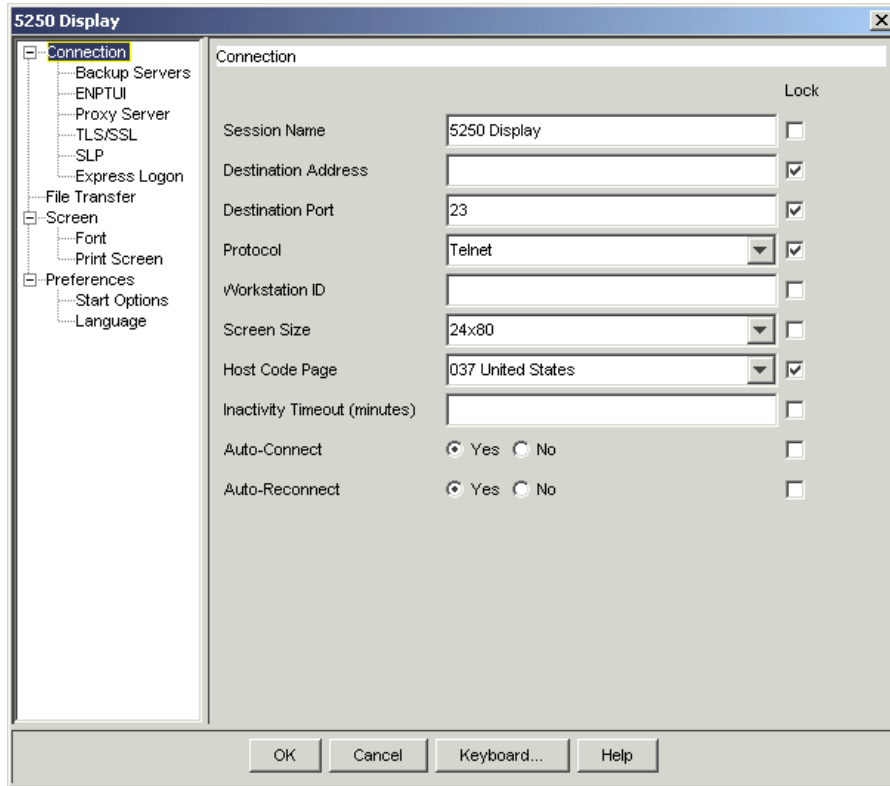 5250 Display
Connection
Backup Servers
ENPTUI
Proxy Server
TLS/SSL
SLP
Express Logon
File Transfer
Screen
Font
Print Screen
Preferences
Start Options
Language
Connection
Lock
Session Name 5250 Display
Destination Address
Destination Port 23
Protocol Telnet
Workstation ID
Screen Size 24x80
Host Code Page 037 United States
Inactivity Timeout (minutes)
Auto-Connect Yes No
Auto-Reconnect Yes No
OK Cancel Keyboard... Help